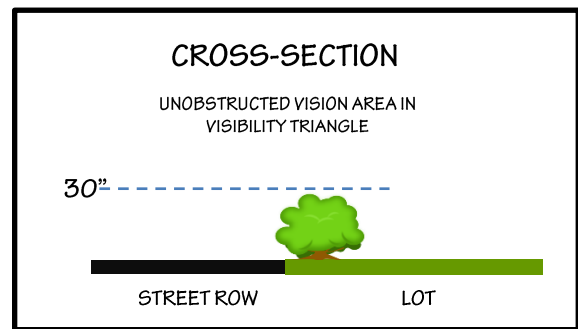 CROSS-SECTION
UNOBSTRUCTED VISION AREA IN
VISIBILITY TRIANGLE
30”
STREET ROW LOT